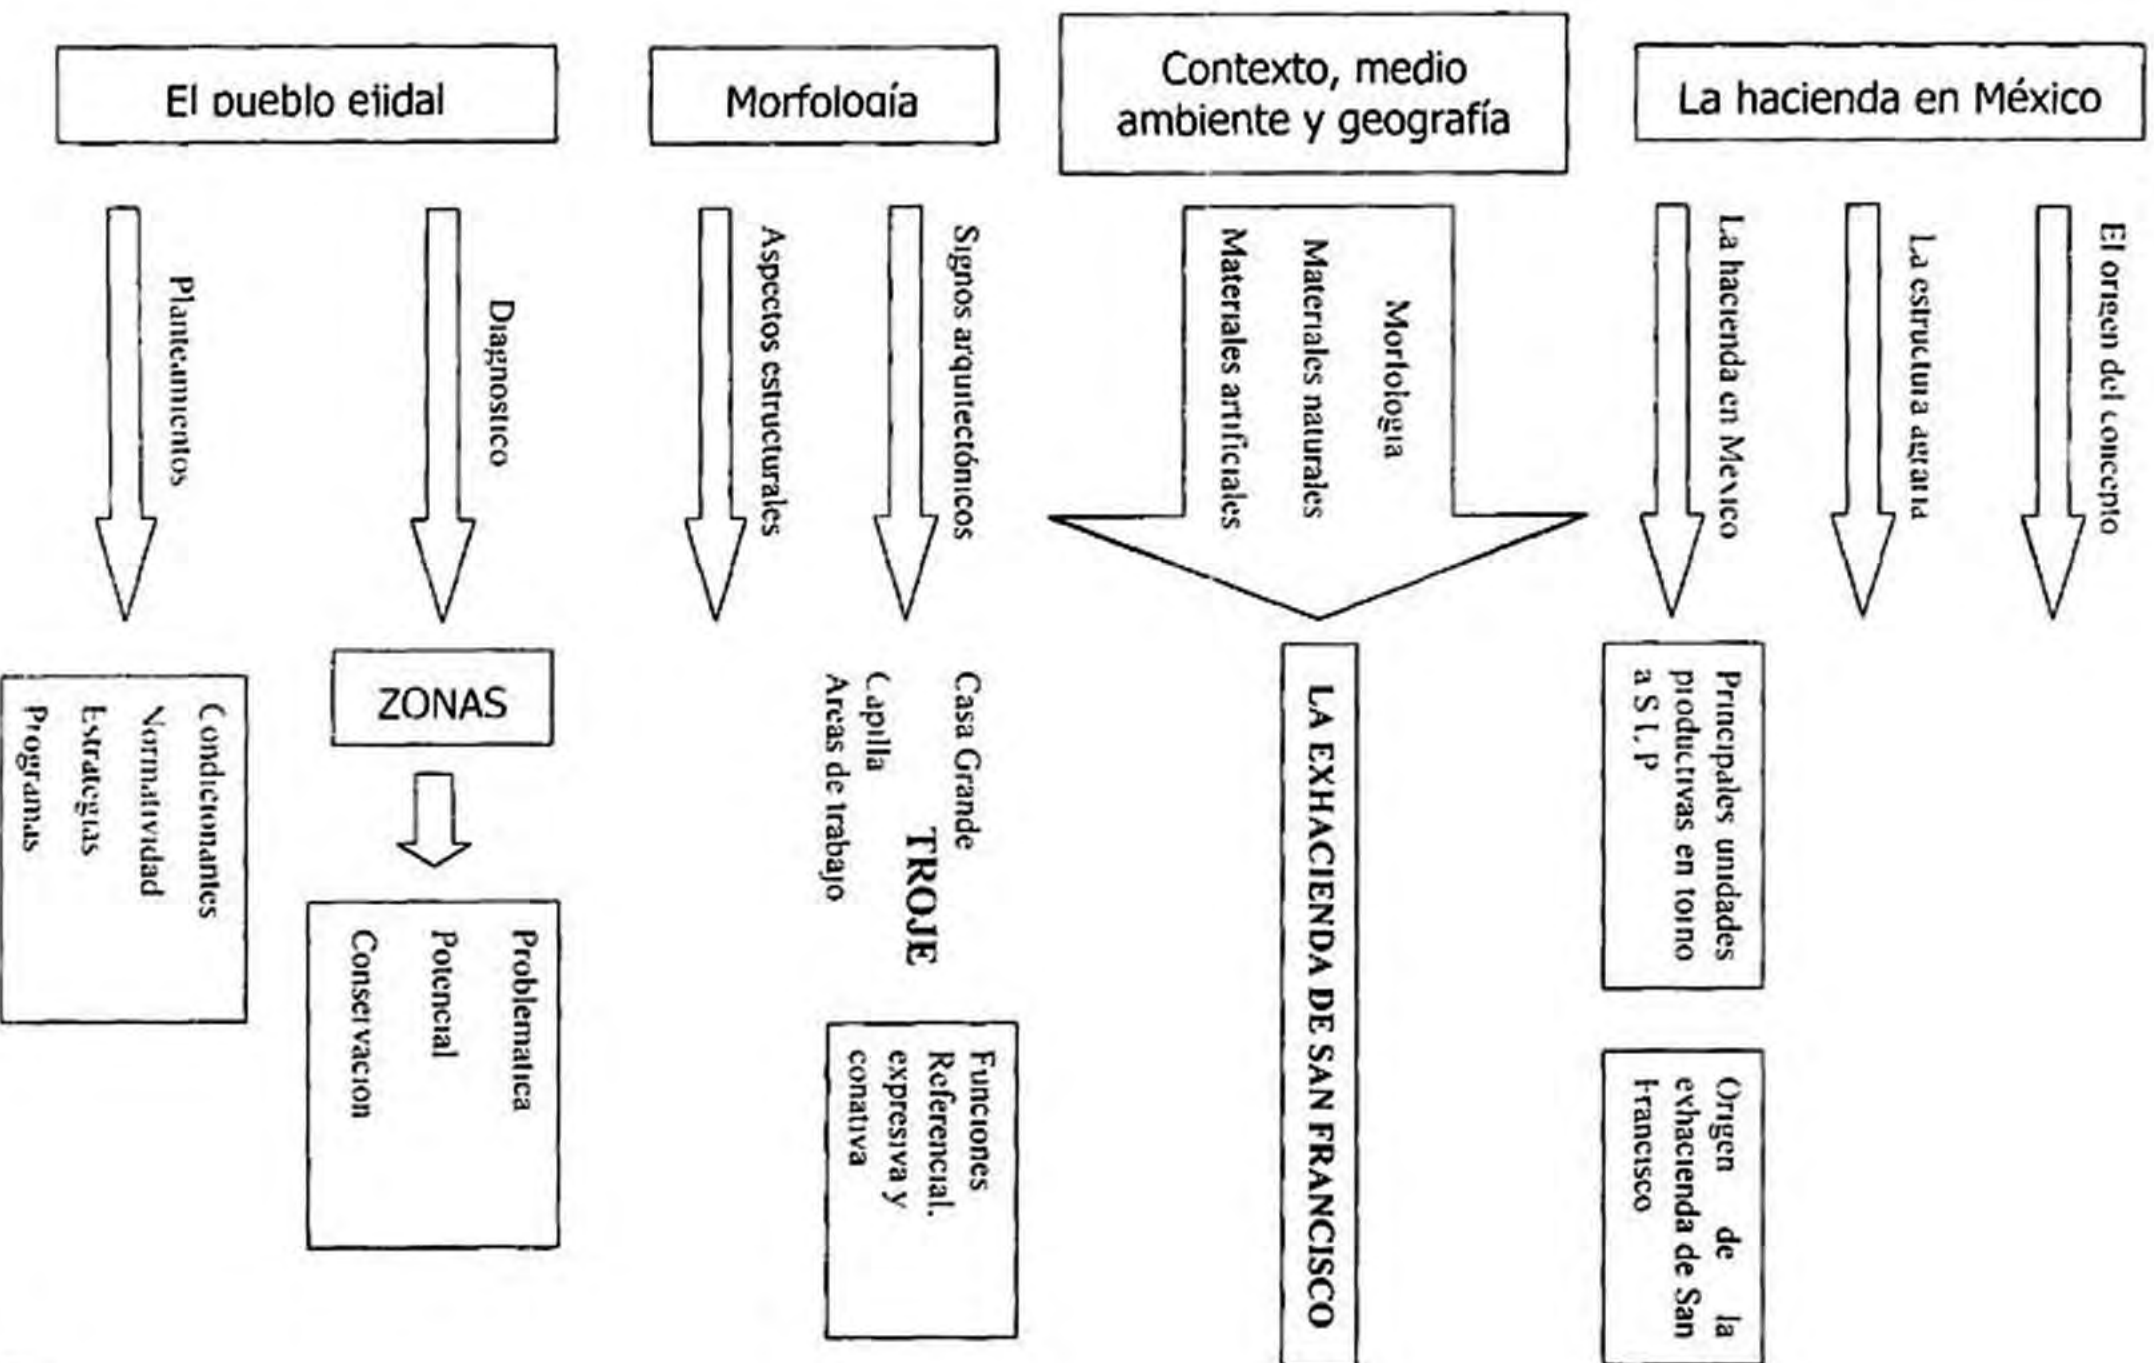 El pueblo ejidal
Morfología
Contexto, medio
ambiente y geografía
La hacienda en México
Planteamientos
Diagnostico
Aspectos estructurales
Signos arquitectónicos
Morfologia
Materiales naturales
Materiales artificiales
La hacienda en Mexico
La estructura agraria
El origen del concepto
Condicionantes
Normatividad
Estrategias
Programas
ZONAS
Problematica
Potencial
Conservacion
Casa Grande
TROJE
Capilla
Areas de trabajo
Funciones
Referencial.
expresiva y
conativa
LA EXHACIENDA DE SAN FRANCISCO
Principales unidades
productivas en torno
a S L P
Origen de la
exhacienda de San
Francisco